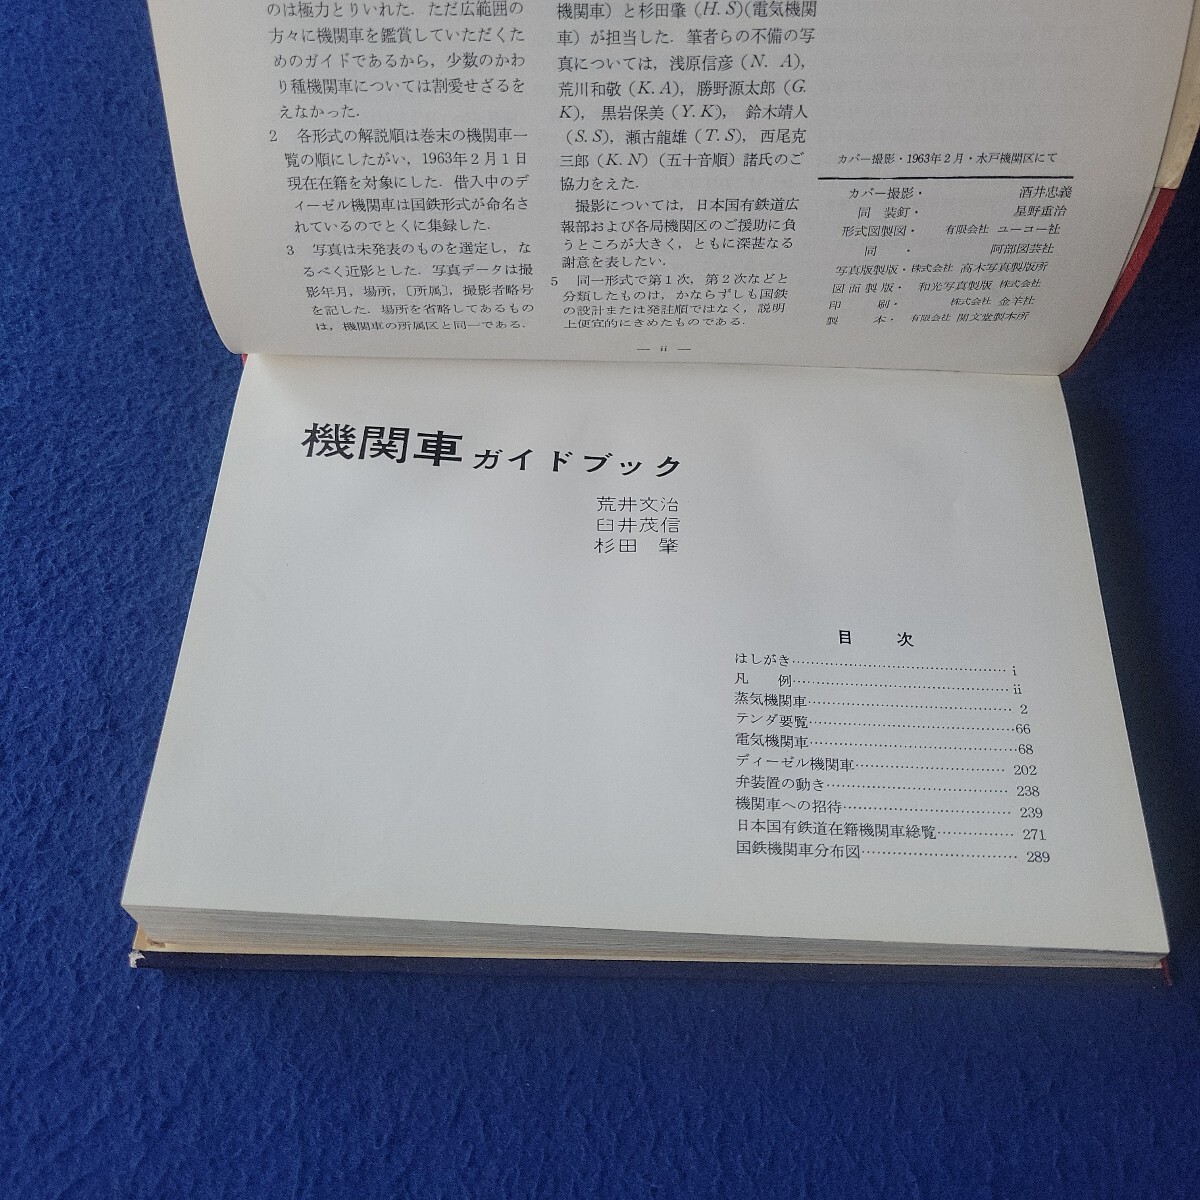 のは極力とりいれた．ただ広範囲の
方々に機関車を鑑賞していただくた
めのガイドであるから，少数のかわ
り種機関車については割愛せざるを
えなかった．
2　各形式の解説順は巻末の機関車一
覧の順にしたがい，1963年2月1日
現在在籍を対象にした．借入中のデ
ィーゼル機関車は国鉄形式が命名さ
れているのでとくに集録した．
3　写真は未発表のものを選定し，な
るべく近影とした．写真データは撮
影年月，場所，〔所属〕，撮影者略号
を記した．場所を省略してあるもの
は，機関車の所属区と同一である．
機関車）と杉田肇（H. S）（電気機関
車）が担当した．筆者らの不備の写
真については，浅原信彦（N. A），
荒川和敬（K. A），勝野源太郎（G.
K），黒岩保美（Y. K），鈴木靖人
（S. S），瀬古龍雄（T. S），西尾克
三郎（K. N）（五十音順）諸氏のご
協力をえた．
撮影については，日本国有鉄道広
報部および各局機関区のご援助に負
うところが大きく，ともに深甚なる
謝意を表したい．
5　同一形式で第1次，第2次などと
分類したものは，かならずしも国鉄
の設計または発註順ではなく，説明
上便宜的にきめたものである．
カバー撮影・1963年2月・水戸機関区にて
カバー撮影・　酒井忠義
同　装釘・　星野重治
形式図製図・　有限会社　ユーコー社
同　・　阿部図芸社
写真版製版・株式会社　高木写真製版所
図面製版・　和光写真製版　株式会社
印　刷・　株式会社　金羊社
製　本・　有限会社　関文堂製本所
— ii —
機関車ガイドブック
荒井文治
臼井茂信
杉田　肇
目　次
はしがき…………………………………… i
凡　例…………………………………… ii
蒸気機関車………………………………… 2
テンダ要覧…………………………………66
電気機関車…………………………………68
ディーゼル機関車………………………… 202
弁装置の動き……………………………… 238
機関車への招待…………………………… 239
日本国有鉄道在籍機関車総覧…………… 271
国鉄機関車分布図………………………… 289